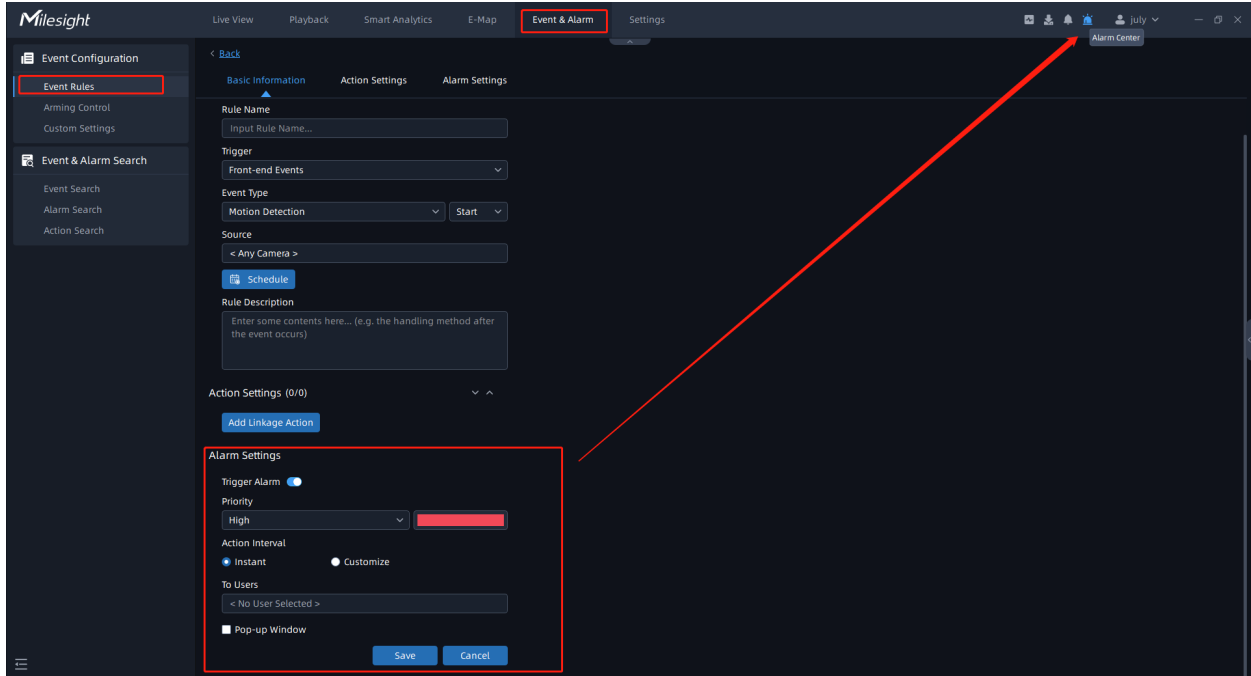 Milesight
Live View
Playback
Smart Analytics
E-Map
Event & Alarm
Settings
july
Alarm Center
Event Configuration
Event Rules
Arming Control
Custom Settings
Event & Alarm Search
Event Search
Alarm Search
Action Search
< Back
Basic Information
Action Settings
Alarm Settings
Rule Name
Input Rule Name...
Trigger
Front-end Events
Event Type
Motion Detection
Start
Source
< Any Camera >
Schedule
Rule Description
Enter some contents here... (e.g. the handling method after
the event occurs)
Action Settings (0/0)
Add Linkage Action
Alarm Settings
Trigger Alarm
Priority
High
Action Interval
Instant
Customize
To Users
< No User Selected >
Pop-up Window
Save
Cancel